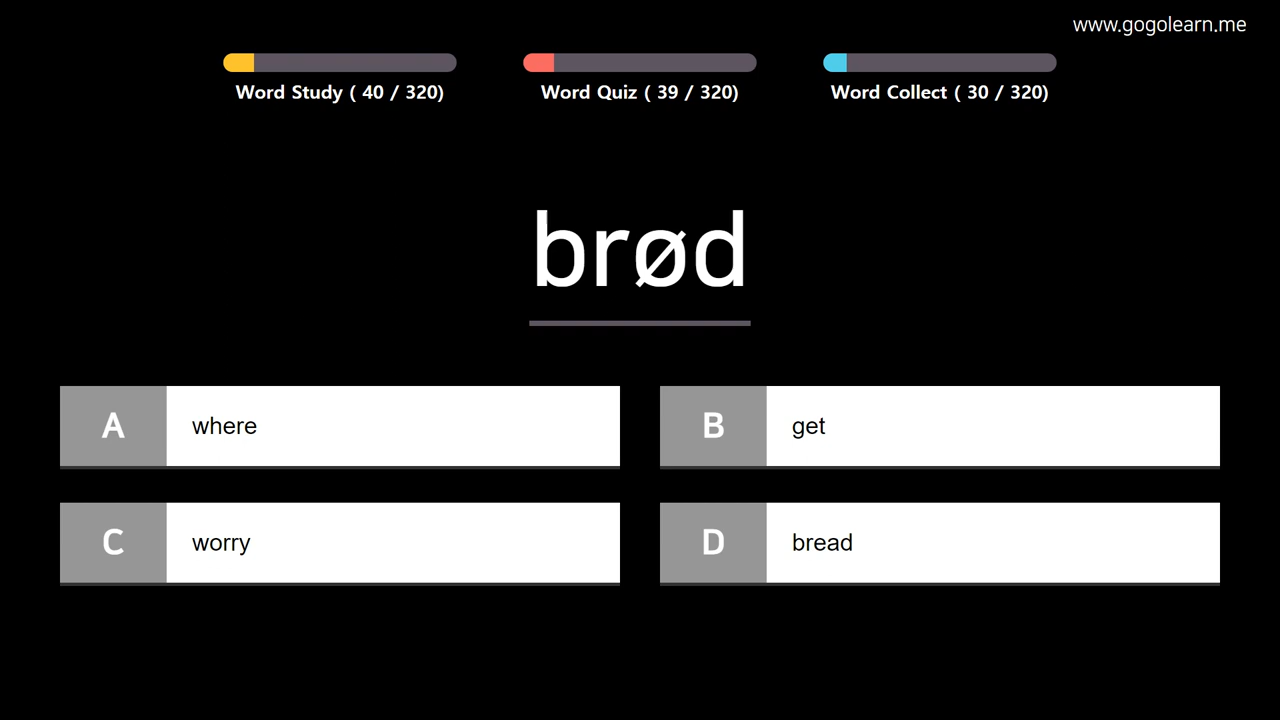 www.gogolearn.me
Word Study ( 40 / 320)
Word Quiz ( 39 / 320)
Word Collect ( 30 / 320)
brød
A where
B get
C worry
D bread